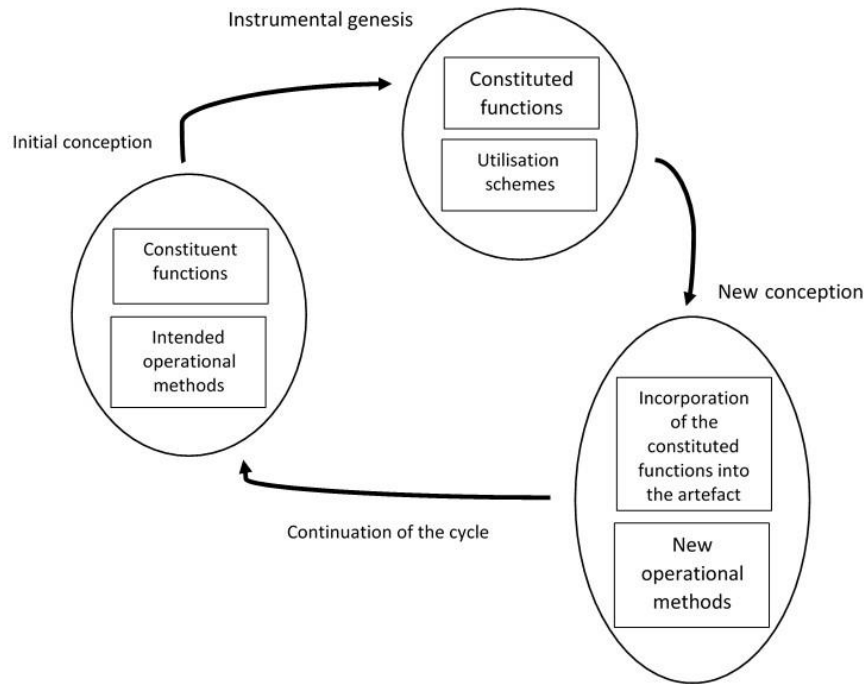 Instrumental genesis
Constituted
functions
Utilisation
schemes
Initial conception
Constituent
functions
Intended
operational
methods
New conception
Incorporation
of the
constituted
functions into
the artefact
New
operational
methods
Continuation of the cycle